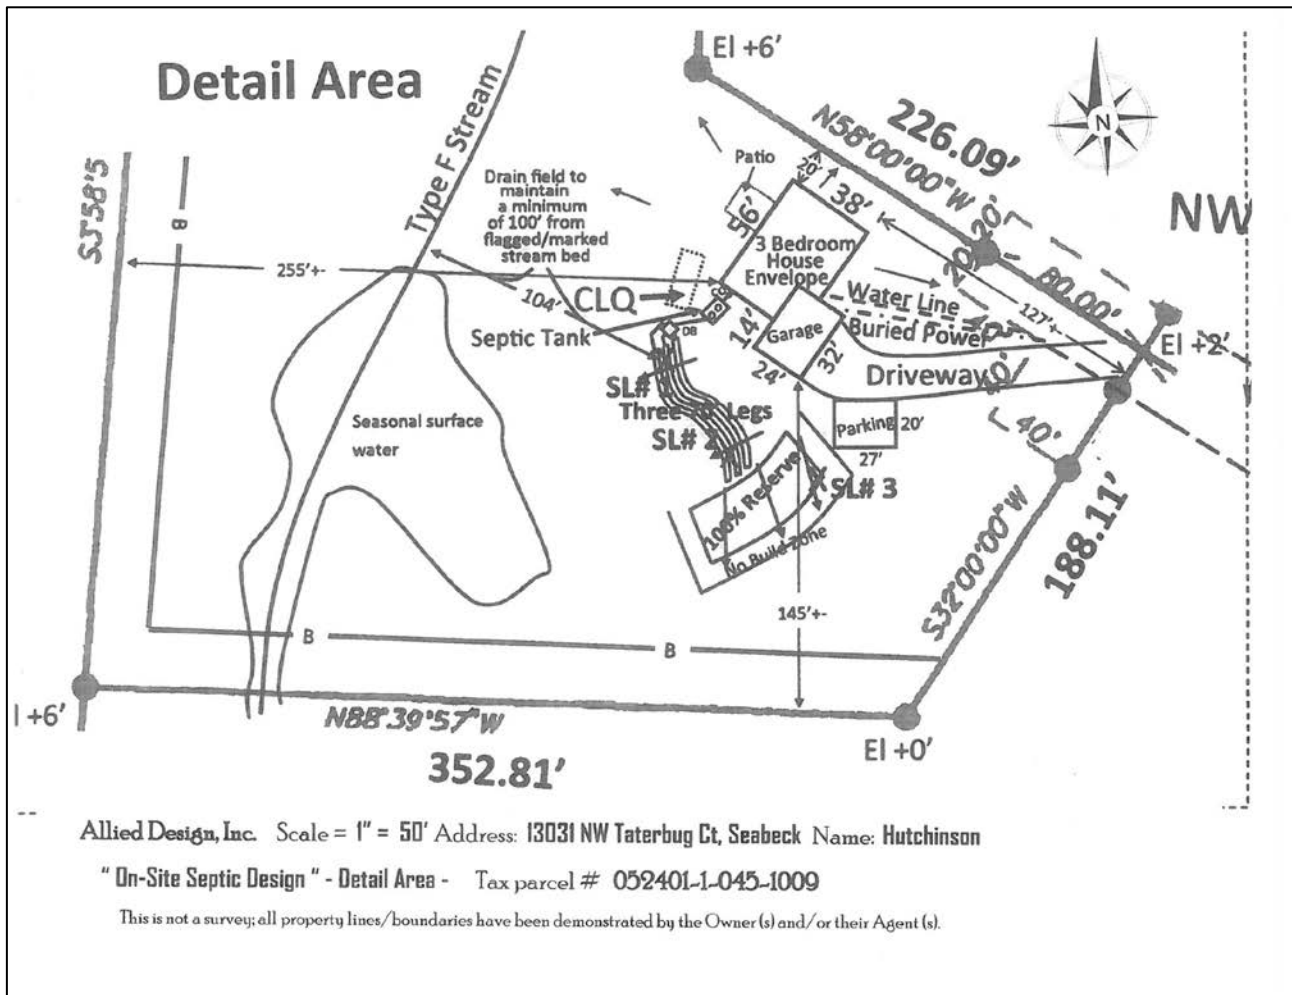 Detail Area
El +6'
226.09'
N58°00'00"W
N
NW
Type F Stream
Patio
20'
38'
56'
3 Bedroom
House
Envelope
Drain field to
maintain
a minimum
of 100' from
flagged/marked
stream bed
B
255'+-
104'
CLQ
Septic Tank
DB
14'
Garage
24'
32'
Water Line
Buried Power
Driveway
20'
20'
80.00'
127'+-
El +2'
40'
Parking 20'
27'
SL#
Three
Legs
SL# 2
SL# 3
100% Reserve
No Build Zone
Seasonal surface
water
145'+-
S32°00'00"W
188.11'
B
B
+6'
N88°39'57"W
352.81'
El +0'
Allied Design, Inc. Scale = 1" = 50' Address: 13031 NW Taterbug Ct, Seabeck Name: Hutchinson
" On-Site Septic Design " - Detail Area - Tax parcel # 052401-1-045-1009
This is not a survey; all property lines/boundaries have been demonstrated by the Owner (s) and/or their Agent (s).